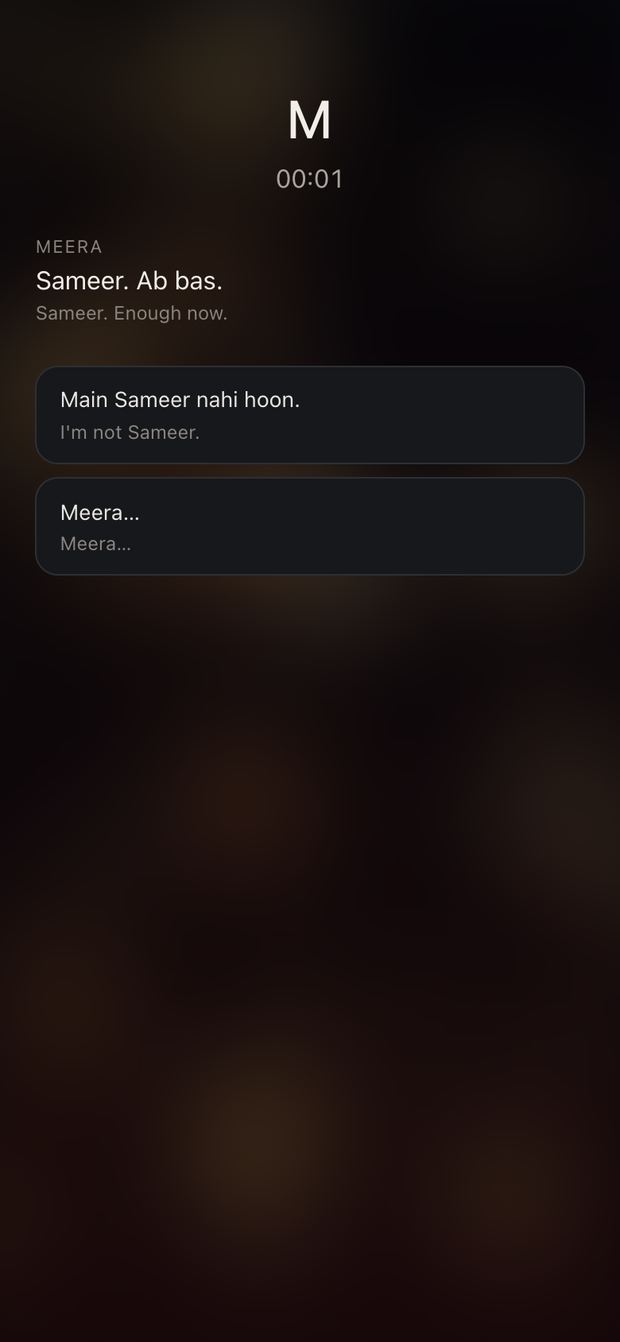 M
00:01
MEERA
Sameer. Ab bas.
Sameer. Enough now.
Main Sameer nahi hoon.
I'm not Sameer.
Meera...
Meera...